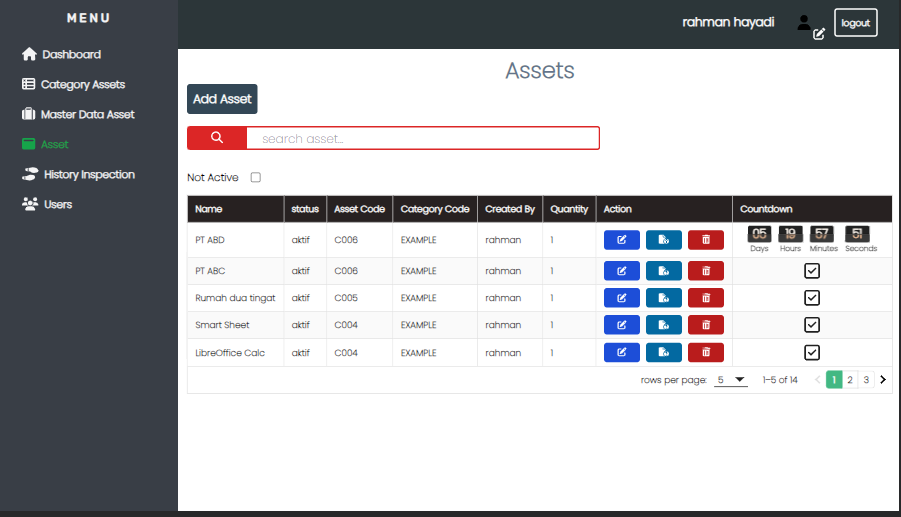 MENU
Dashboard
Category Assets
Master Data Asset
Asset
History Inspection
Users
rahman hayadi
logout
Assets
Add Asset
search asset...
Not Active
Name status Asset Code Category Code Created By Quantity Action Countdown
PT ABD aktif C006 EXAMPLE rahman 1 05 19 57 51
Days Hours Minutes Seconds
PT ABC aktif C006 EXAMPLE rahman 1
Rumah dua tingat aktif C005 EXAMPLE rahman 1
Smart Sheet aktif C004 EXAMPLE rahman 1
LibreOffice Calc aktif C004 EXAMPLE rahman 1
rows per page: 5 1-5 of 14 1 2 3